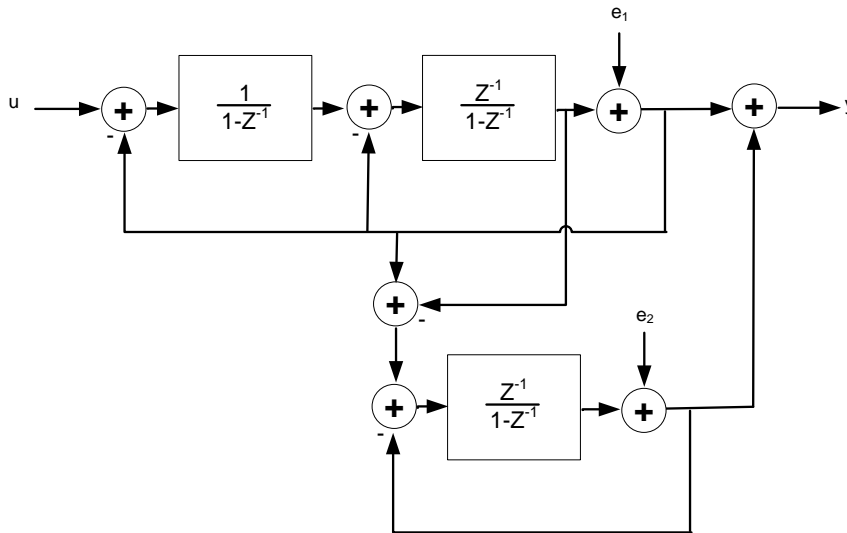 e₁
u
+
-
1
1-Z⁻¹
+
-
Z⁻¹
1-Z⁻¹
+
+
y
+
-
e₂
+
-
Z⁻¹
1-Z⁻¹
+